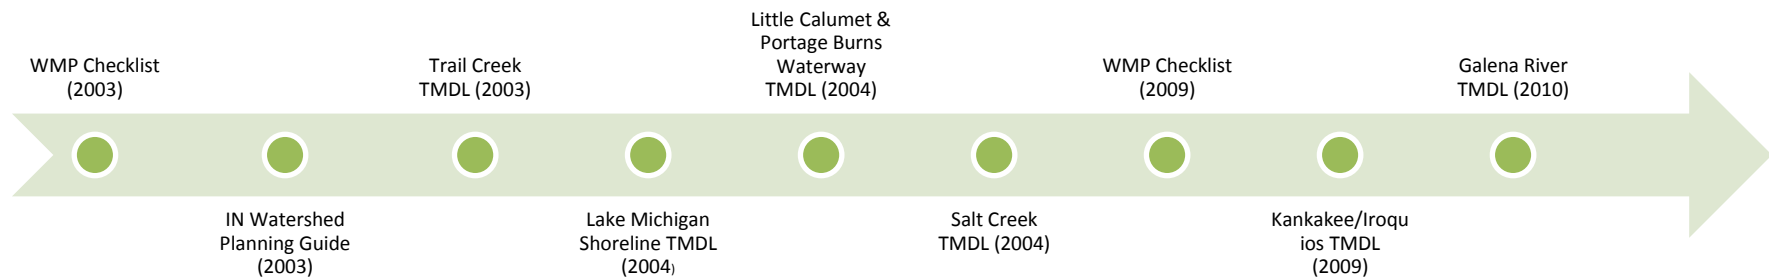 WMP Checklist
(2003)
IN Watershed
Planning Guide
(2003)
Trail Creek
TMDL (2003)
Lake Michigan
Shoreline TMDL
(2004)
Little Calumet &
Portage Burns
Waterway
TMDL (2004)
Salt Creek
TMDL (2004)
WMP Checklist
(2009)
Kankakee/Iroqu
ios TMDL
(2009)
Galena River
TMDL (2010)